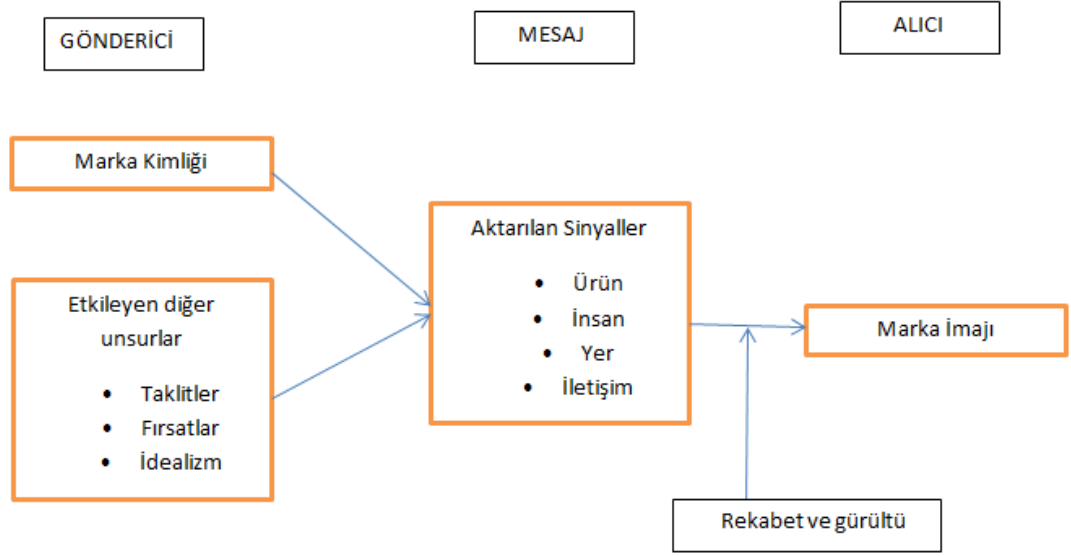 GÖNDERİCİ
MESAJ
ALICI
Marka Kimliği
Etkileyen diğer
unsurlar
• Taklitler
• Fırsatlar
• İdealizm
Aktarılan Sinyaller
• Ürün
• İnsan
• Yer
• İletişim
Marka İmajı
Rekabet ve gürültü